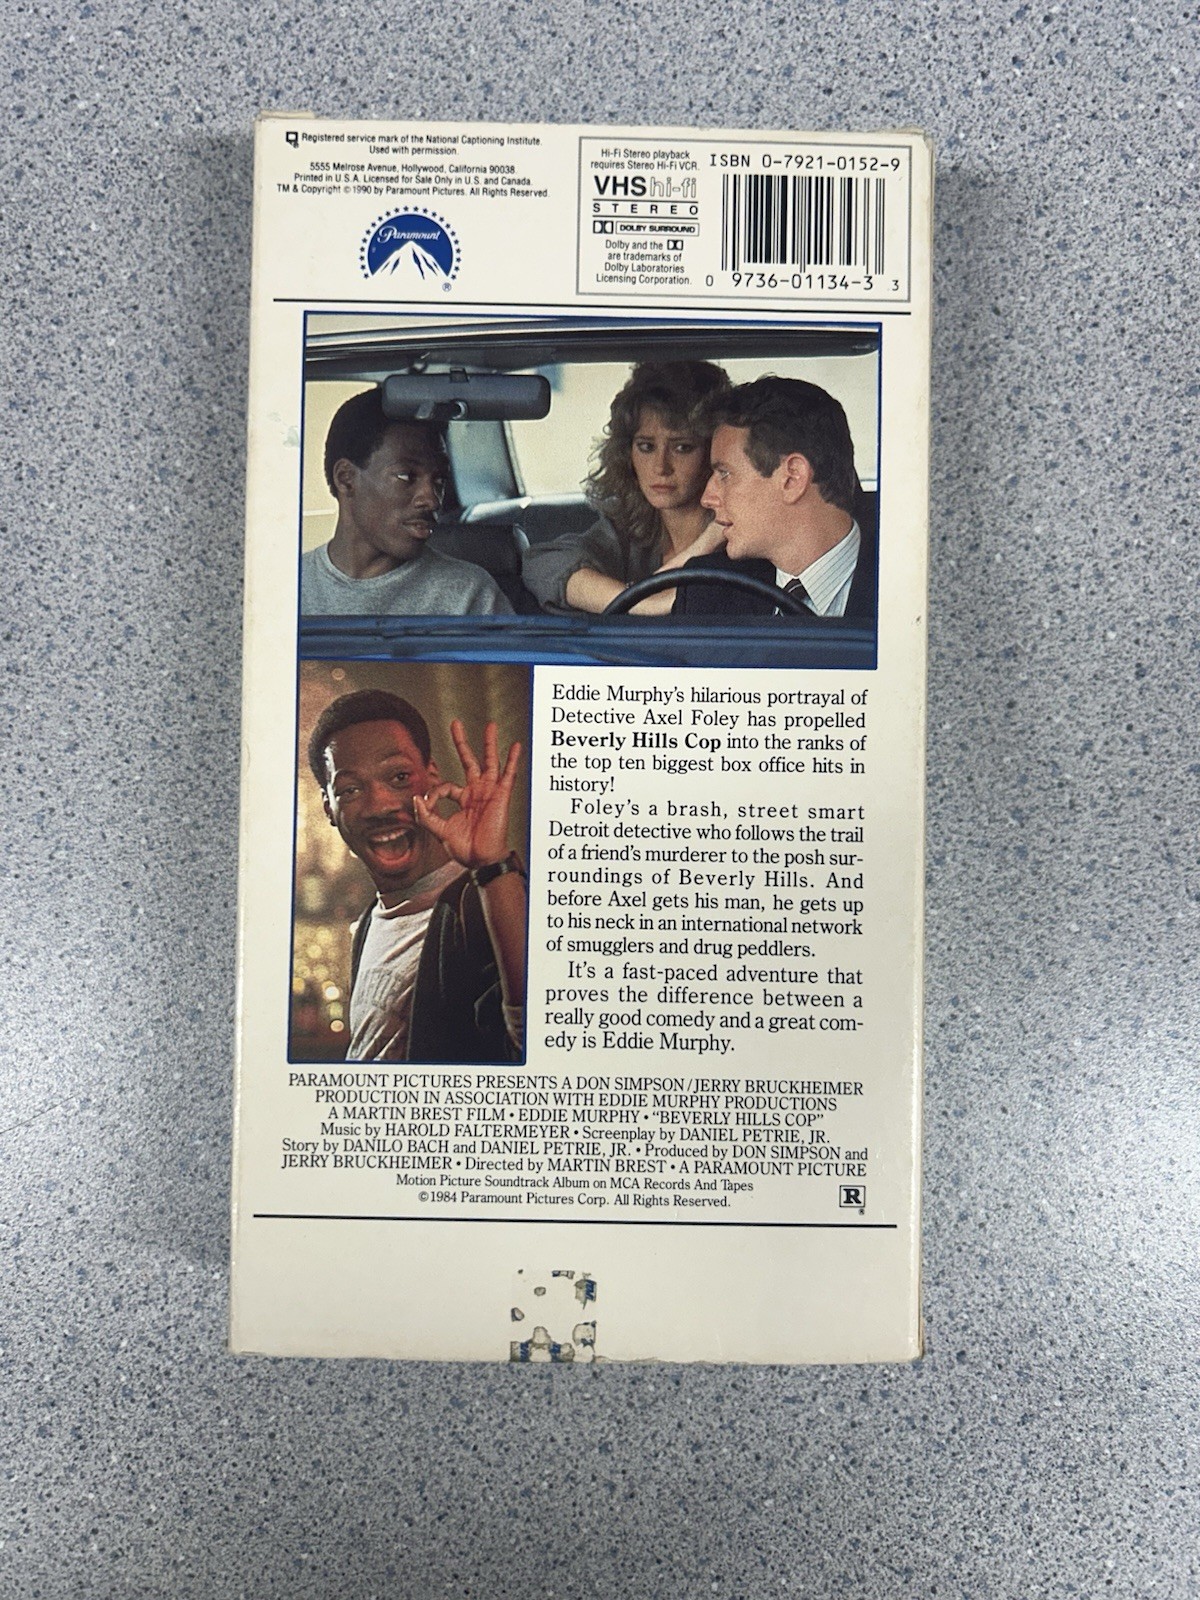 Registered service mark of the National Captioning Institute.
Used with permission.
5555 Melrose Avenue, Hollywood, California 90038.
Printed in U.S.A. Licensed for Sale Only in U.S. and Canada.
TM & Copyright © 1990 by Paramount Pictures. All Rights Reserved.
Paramount
®
Hi-Fi Stereo playback
requires Stereo Hi-Fi VCR.
VHS hi-fi
STEREO
DOLBY SURROUND
Dolby and the
are trademarks of
Dolby Laboratories
Licensing Corporation.
ISBN 0-7921-0152-9
0 9736-01134-3 3
Eddie Murphy's hilarious portrayal of
Detective Axel Foley has propelled
Beverly Hills Cop into the ranks of
the top ten biggest box office hits in
history!
Foley's a brash, street smart
Detroit detective who follows the trail
of a friend's murderer to the posh sur-
roundings of Beverly Hills. And
before Axel gets his man, he gets up
to his neck in an international network
of smugglers and drug peddlers.
It's a fast-paced adventure that
proves the difference between a
really good comedy and a great com-
edy is Eddie Murphy.
PARAMOUNT PICTURES PRESENTS A DON SIMPSON/JERRY BRUCKHEIMER
PRODUCTION IN ASSOCIATION WITH EDDIE MURPHY PRODUCTIONS
A MARTIN BREST FILM • EDDIE MURPHY • "BEVERLY HILLS COP"
Music by HAROLD FALTERMEYER • Screenplay by DANIEL PETRIE, JR.
Story by DANILO BACH and DANIEL PETRIE, JR. • Produced by DON SIMPSON and
JERRY BRUCKHEIMER • Directed by MARTIN BREST • A PARAMOUNT PICTURE
Motion Picture Soundtrack Album on MCA Records And Tapes
©1984 Paramount Pictures Corp. All Rights Reserved.
R
®